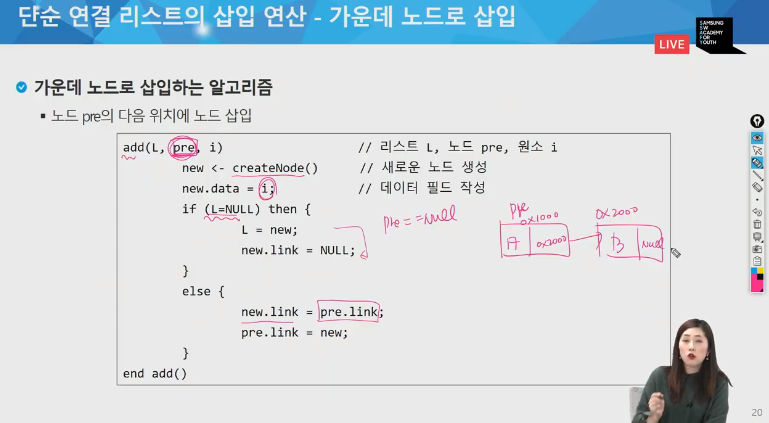 단순 연결 리스트의 삽입 연산 - 가운데 노드로 삽입
LIVE
SAMSUNG
SW
ACADEMY
FOR
YOUTH
가운데 노드로 삽입하는 알고리즘
▪ 노드 pre의 다음 위치에 노드 삽입
add(L, pre, i) // 리스트 L, 노드 pre, 원소 i
new <- createNode() // 새로운 노드 생성
new.data = i; // 데이터 필드 작성
if (L=NULL) then {
L = new;
new.link = NULL;
}
else {
new.link = pre.link;
pre.link = new;
}
end add()
pre == null
pre
0x1000
0x2000
A 0x2000
B null
20